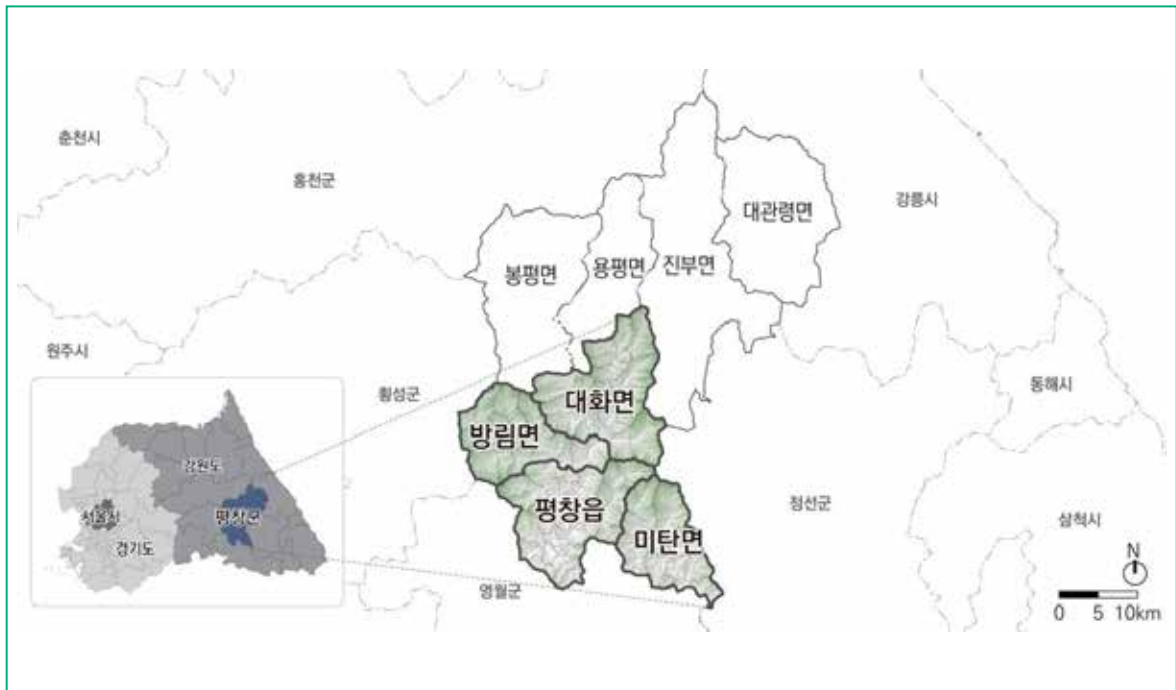 춘천시
홍천군
강릉시
대관령면
용평면
진부면
봉평면
원주시
횡성군
동해시
대화면
방림면
평창읍
미탄면
정선군
삼척시
영월군
강원도
평창군
서울시
경기도
N
0 5 10km